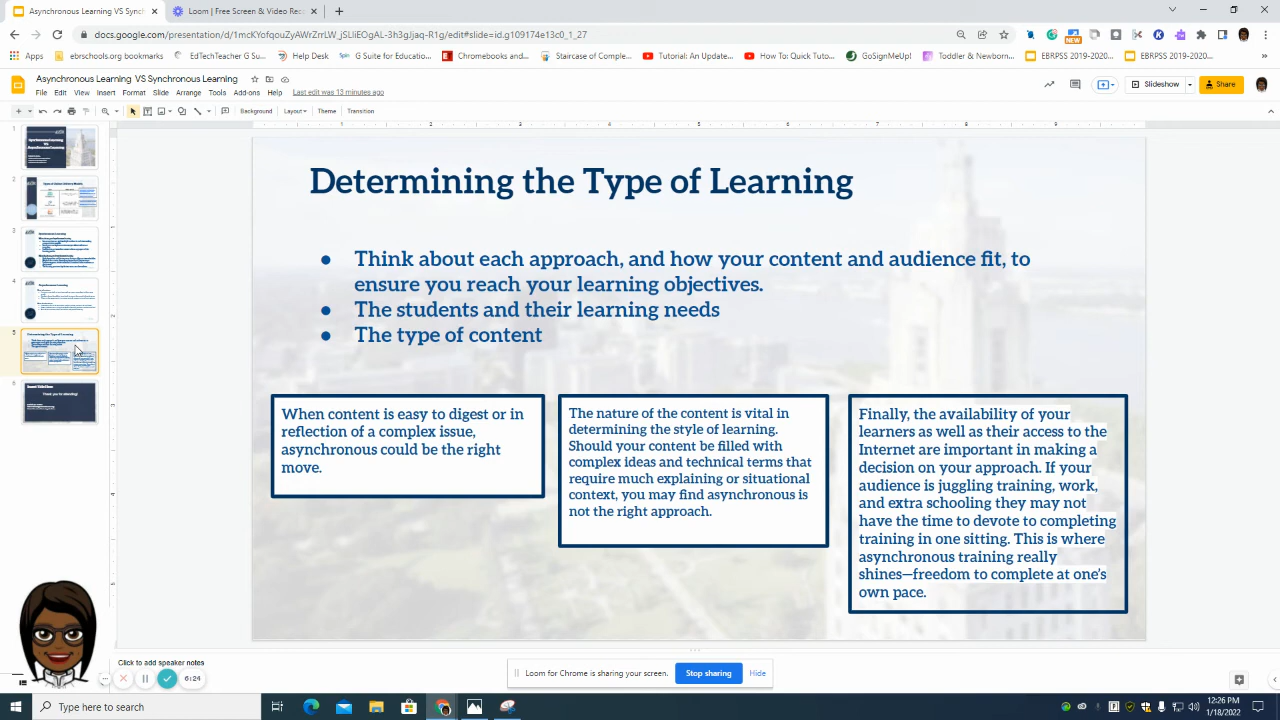 Asynchronous Learning VS Synch
Loom | Screen & Video Rec
docs.google.com/presentation/d/1mcKYofqouZyAWrZrrLW_jSLIiEOgAL-3h3gJjaq-R1g/edit#slide=id.g109174e13c0_1_27
NEW
Apps
ebrschools.org bookmarks
EdTechTeacher G Su...
GSuite for Educatio...
Chromebooks and...
Staircase of Comple...
Tutorial: An Update...
How To: Quick Tuto...
GoSignMeUp!
Toddler & Newborn...
EBRPSS 2019-2020...
EBRPSS 2019-2020...
Asynchronous Learning VS Synchronous Learning
File Edit View Insert Format Slide Arrange Tools Add-ons Help Last edit was 13 minutes ago
Slideshow
Share
Background Layout Theme Transition
Determining the Type of Learning
● Think about each approach, and how your content and audience fit, to
ensure you reach your learning objectives.
● The students and their learning needs
● The type of content
When content is easy to digest or in
reflection of a complex issue,
asynchronous could be the right
move.
The nature of the content is vital in
determining the style of learning.
Should your content be filled with
complex ideas and technical terms that
require much explaining or situational
context, you may find asynchronous is
not the right approach.
Finally, the availability of your
learners as well as their access to the
Internet are important in making a
decision on your approach. If your
audience is juggling training, work,
and extra schooling they may not
have the time to devote to completing
training in one sitting. This is where
asynchronous training really
shines—freedom to complete at one's
own pace.
Click to add speaker notes
6:24
Loom for Chrome is sharing your screen.
Stop sharing
Hide
Type here to search
12:26 PM
1/18/2022